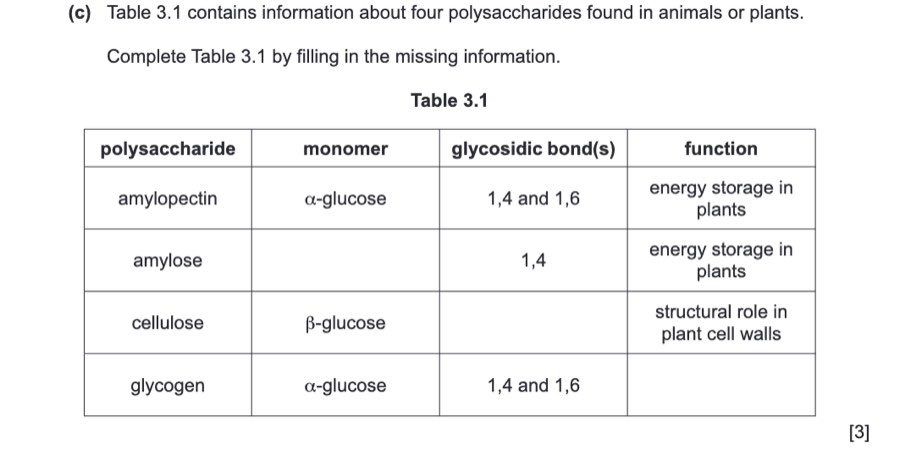 (c) Table 3.1 contains information about four polysaccharides found in animals or plants.
Complete Table 3.1 by filling in the missing information.
Table 3.1
polysaccharide monomer glycosidic bond(s) function
amylopectin α-glucose 1,4 and 1,6 energy storage in plants
amylose 1,4 energy storage in plants
cellulose β-glucose structural role in plant cell walls
glycogen α-glucose 1,4 and 1,6
[3]